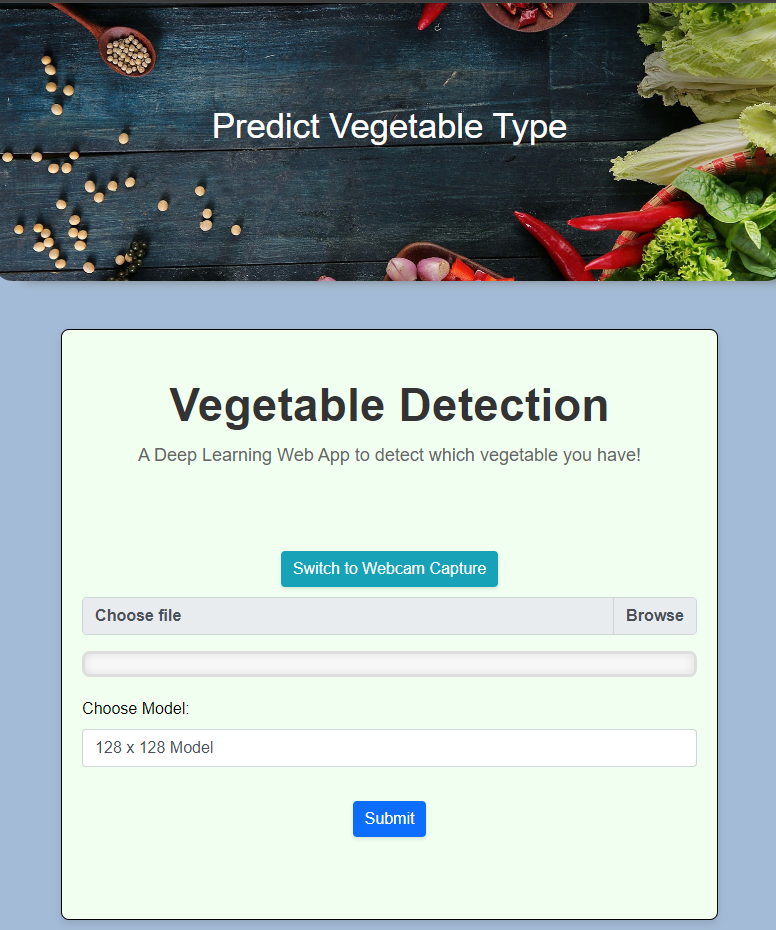 Predict Vegetable Type
Vegetable Detection
A Deep Learning Web App to detect which vegetable you have!
Switch to Webcam Capture
Choose file Browse
Choose Model:
128 x 128 Model
Submit